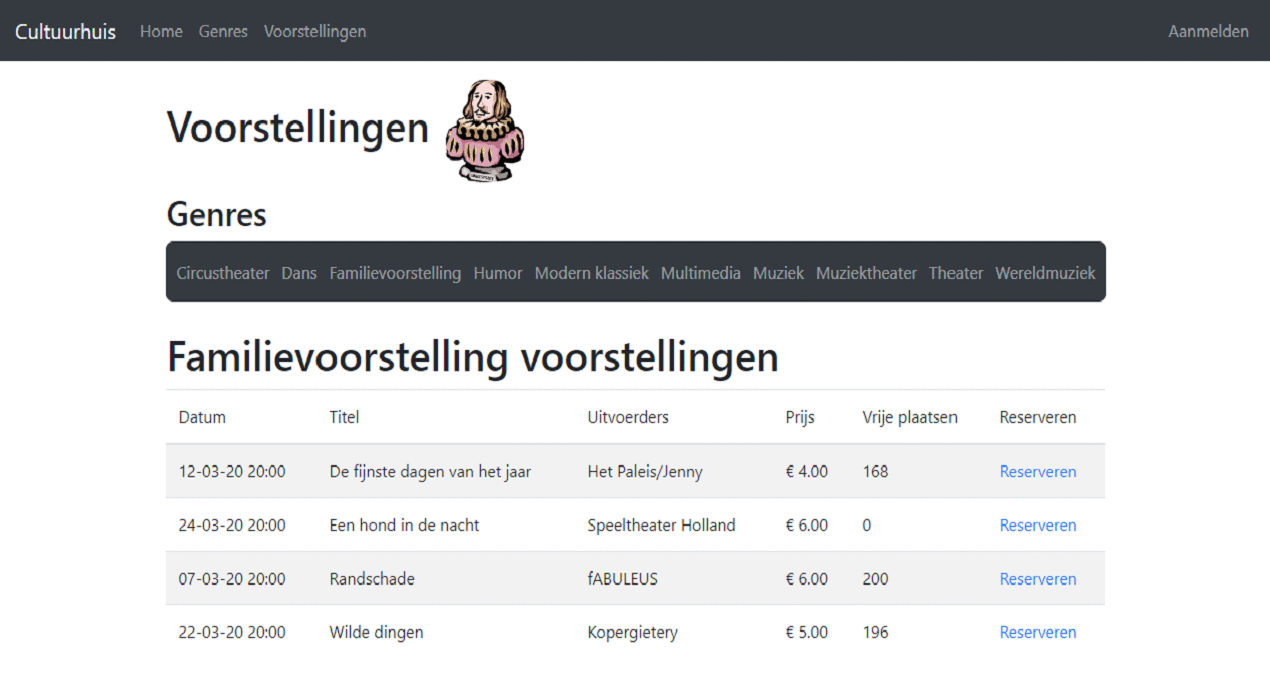 Cultuurhuis Home Genres Voorstellingen Aanmelden
Voorstellingen
Genres
Circustheater Dans Familievoorstelling Humor Modern klassiek Multimedia Muziek Muziektheater Theater Wereldmuziek
Familievoorstelling voorstellingen
Datum Titel Uitvoerders Prijs Vrije plaatsen Reserveren
12-03-20 20:00 De fijnste dagen van het jaar Het Paleis/Jenny € 4.00 168 Reserveren
24-03-20 20:00 Een hond in de nacht Speeltheater Holland € 6.00 0 Reserveren
07-03-20 20:00 Randschade fABULEUS € 6.00 200 Reserveren
22-03-20 20:00 Wilde dingen Kopergietery € 5.00 196 Reserveren